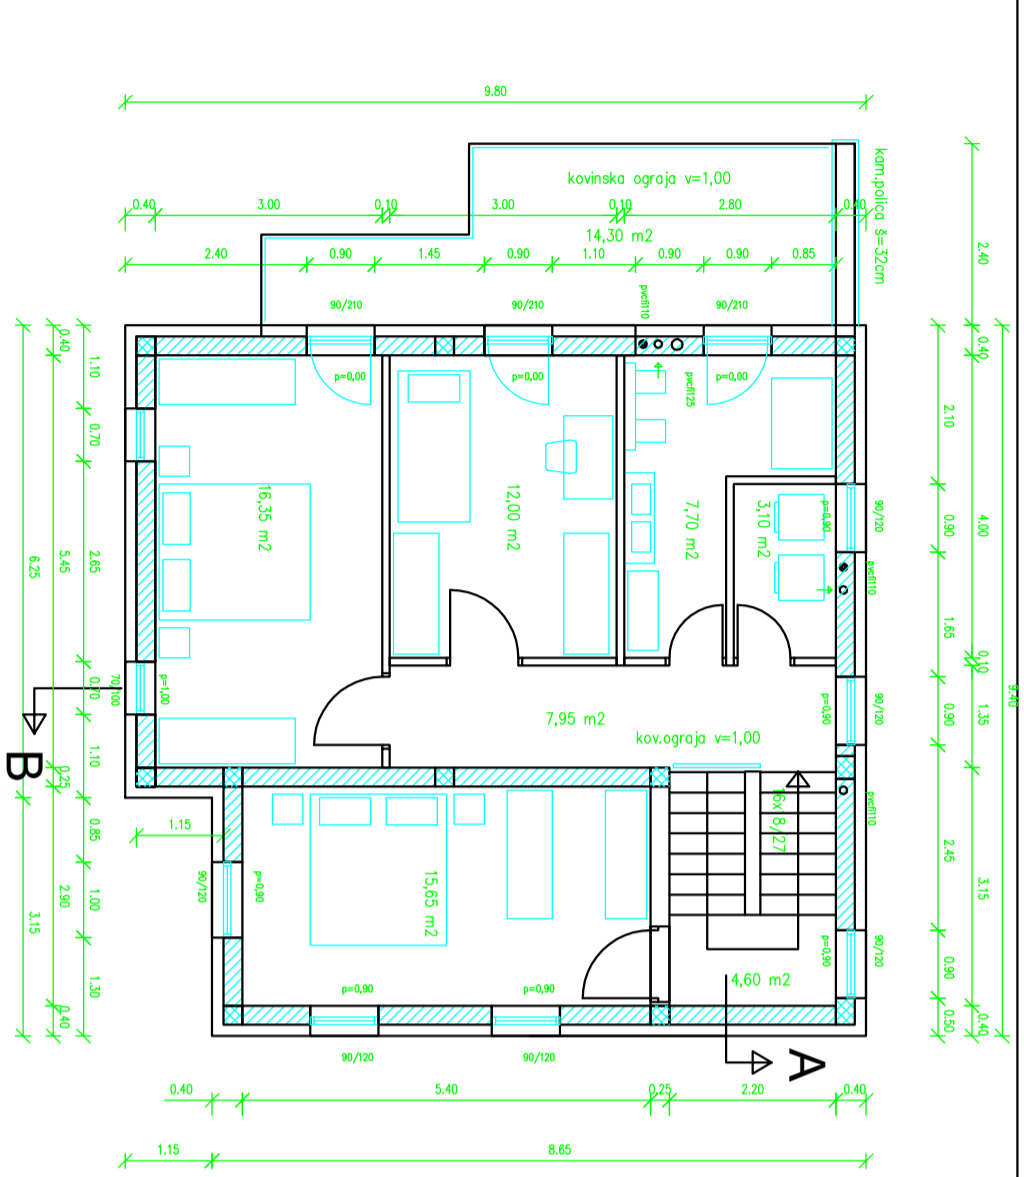 9.80
kam.polica š=32cm
kovinska ograja v=1,00
0.40 3.00 0.10 3.00 0.10 2.80 0.40
14,30 m2
2.40 0.90 1.45 0.90 1.10 0.90 0.90 0.85
90/210
90/210
pvcfi110
90/210
p=0,00
p=0,00
pvcfi125
p=0,00
16,35 m2
12,00 m2
7,70 m2
3,10 m2
p=0,90
90/120
pvcfi110
70/100
p=1,00
7,95 m2
kov.ograja v=1,00
p=0,90
90/120
pvcfi110
16x18/27
15,65 m2
90/120
p=0,90
4,60 m2
p=0,90
90/120
p=0,90
p=0,90
90/120
90/120
B
A
1.15
6.25 3.15
0.40 5.45 0.25 2.90 0.40
1.10 0.70 2.65 0.70 1.10 0.85 1.00 1.30
2.10 0.90 1.65 0.90 2.45 0.90 0.50
2.40 0.40 4.00 0.10 1.35 3.15 0.40
9.40
0.40 5.40 0.25 2.20 0.40
1.15 8.65